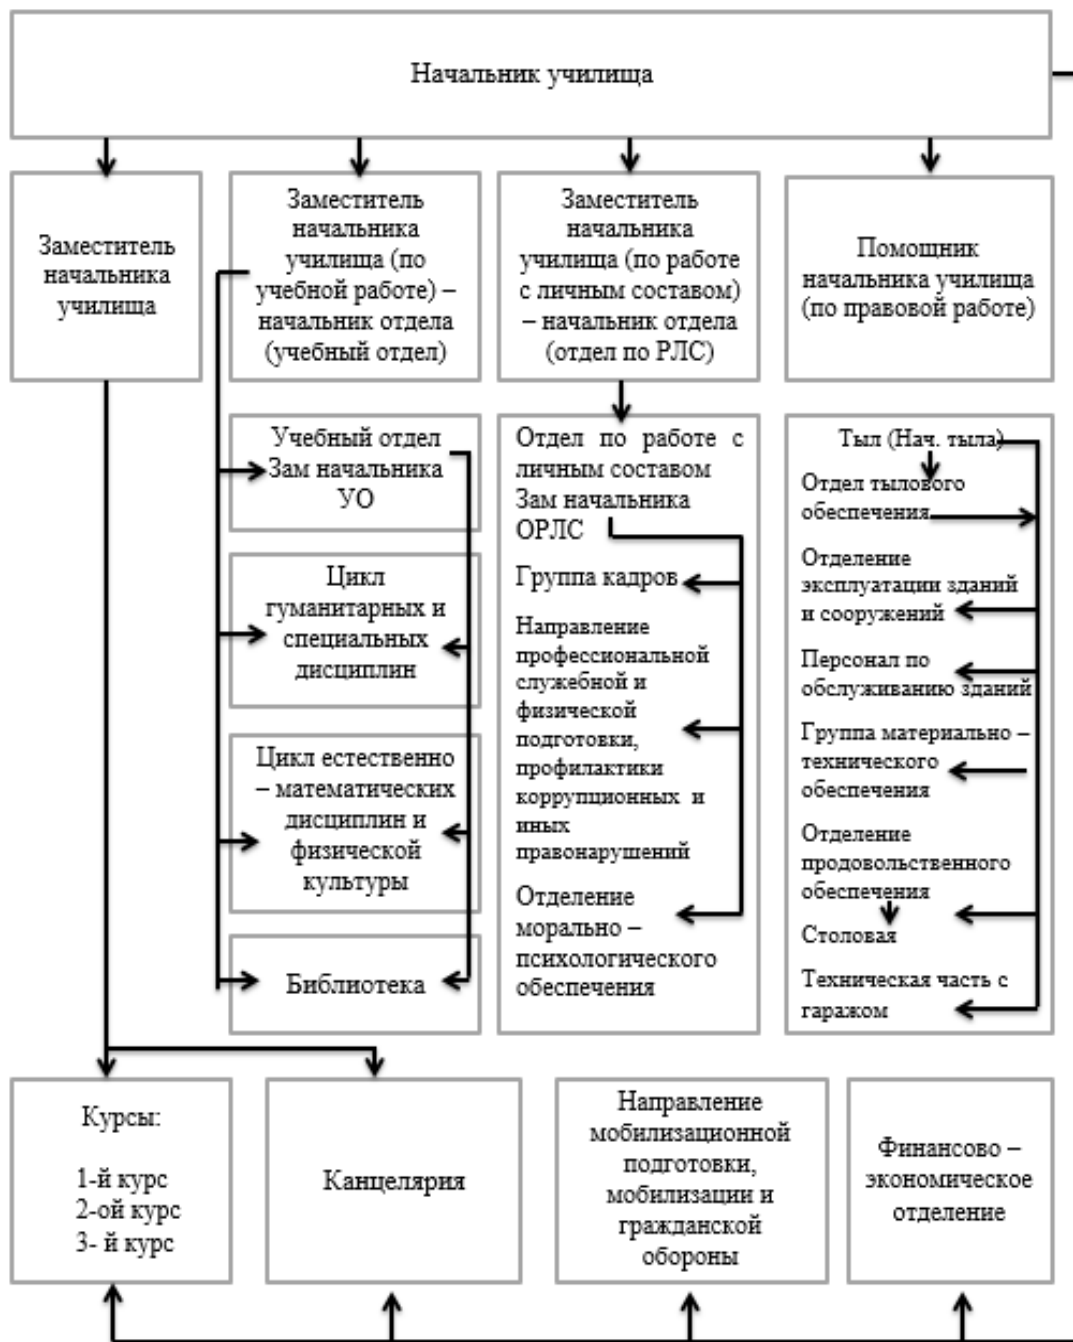 Начальник училища
Заместитель
начальника
училища
Заместитель
начальника
училища (по
учебной работе) –
начальник отдела
(учебный отдел)
Заместитель
начальника
училища (по работе
с личным составом)
– начальник отдела
(отдел по РЛС)
Помощник
начальника училища
(по правовой работе)
Учебный отдел
Зам начальника
УО
Цикл
гуманитарных и
специальных
дисциплин
Цикл естественно
– математических
дисциплин и
физической
культуры
Библиотека
Отдел по работе с
личным составом
Зам начальника
ОРЛС
Группа кадров
Направление
профессиональной
служебной и
физической
подготовки,
профилактики
коррупционных и
иных
правонарушений
Отделение
морально –
психологического
обеспечения
Тыл (Нач. тыла)
Отдел тылового
обеспечения
Отделение
эксплуатации зданий
и сооружений
Персонал по
обслуживанию зданий
Группа материально –
технического
обеспечения
Отделение
продовольственного
обеспечения
Столовая
Техническая часть с
гаражом
Курсы:
1-й курс
2-ой курс
3- й курс
Канцелярия
Направление
мобилизационной
подготовки,
мобилизации и
гражданской
обороны
Финансово –
экономическое
отделение